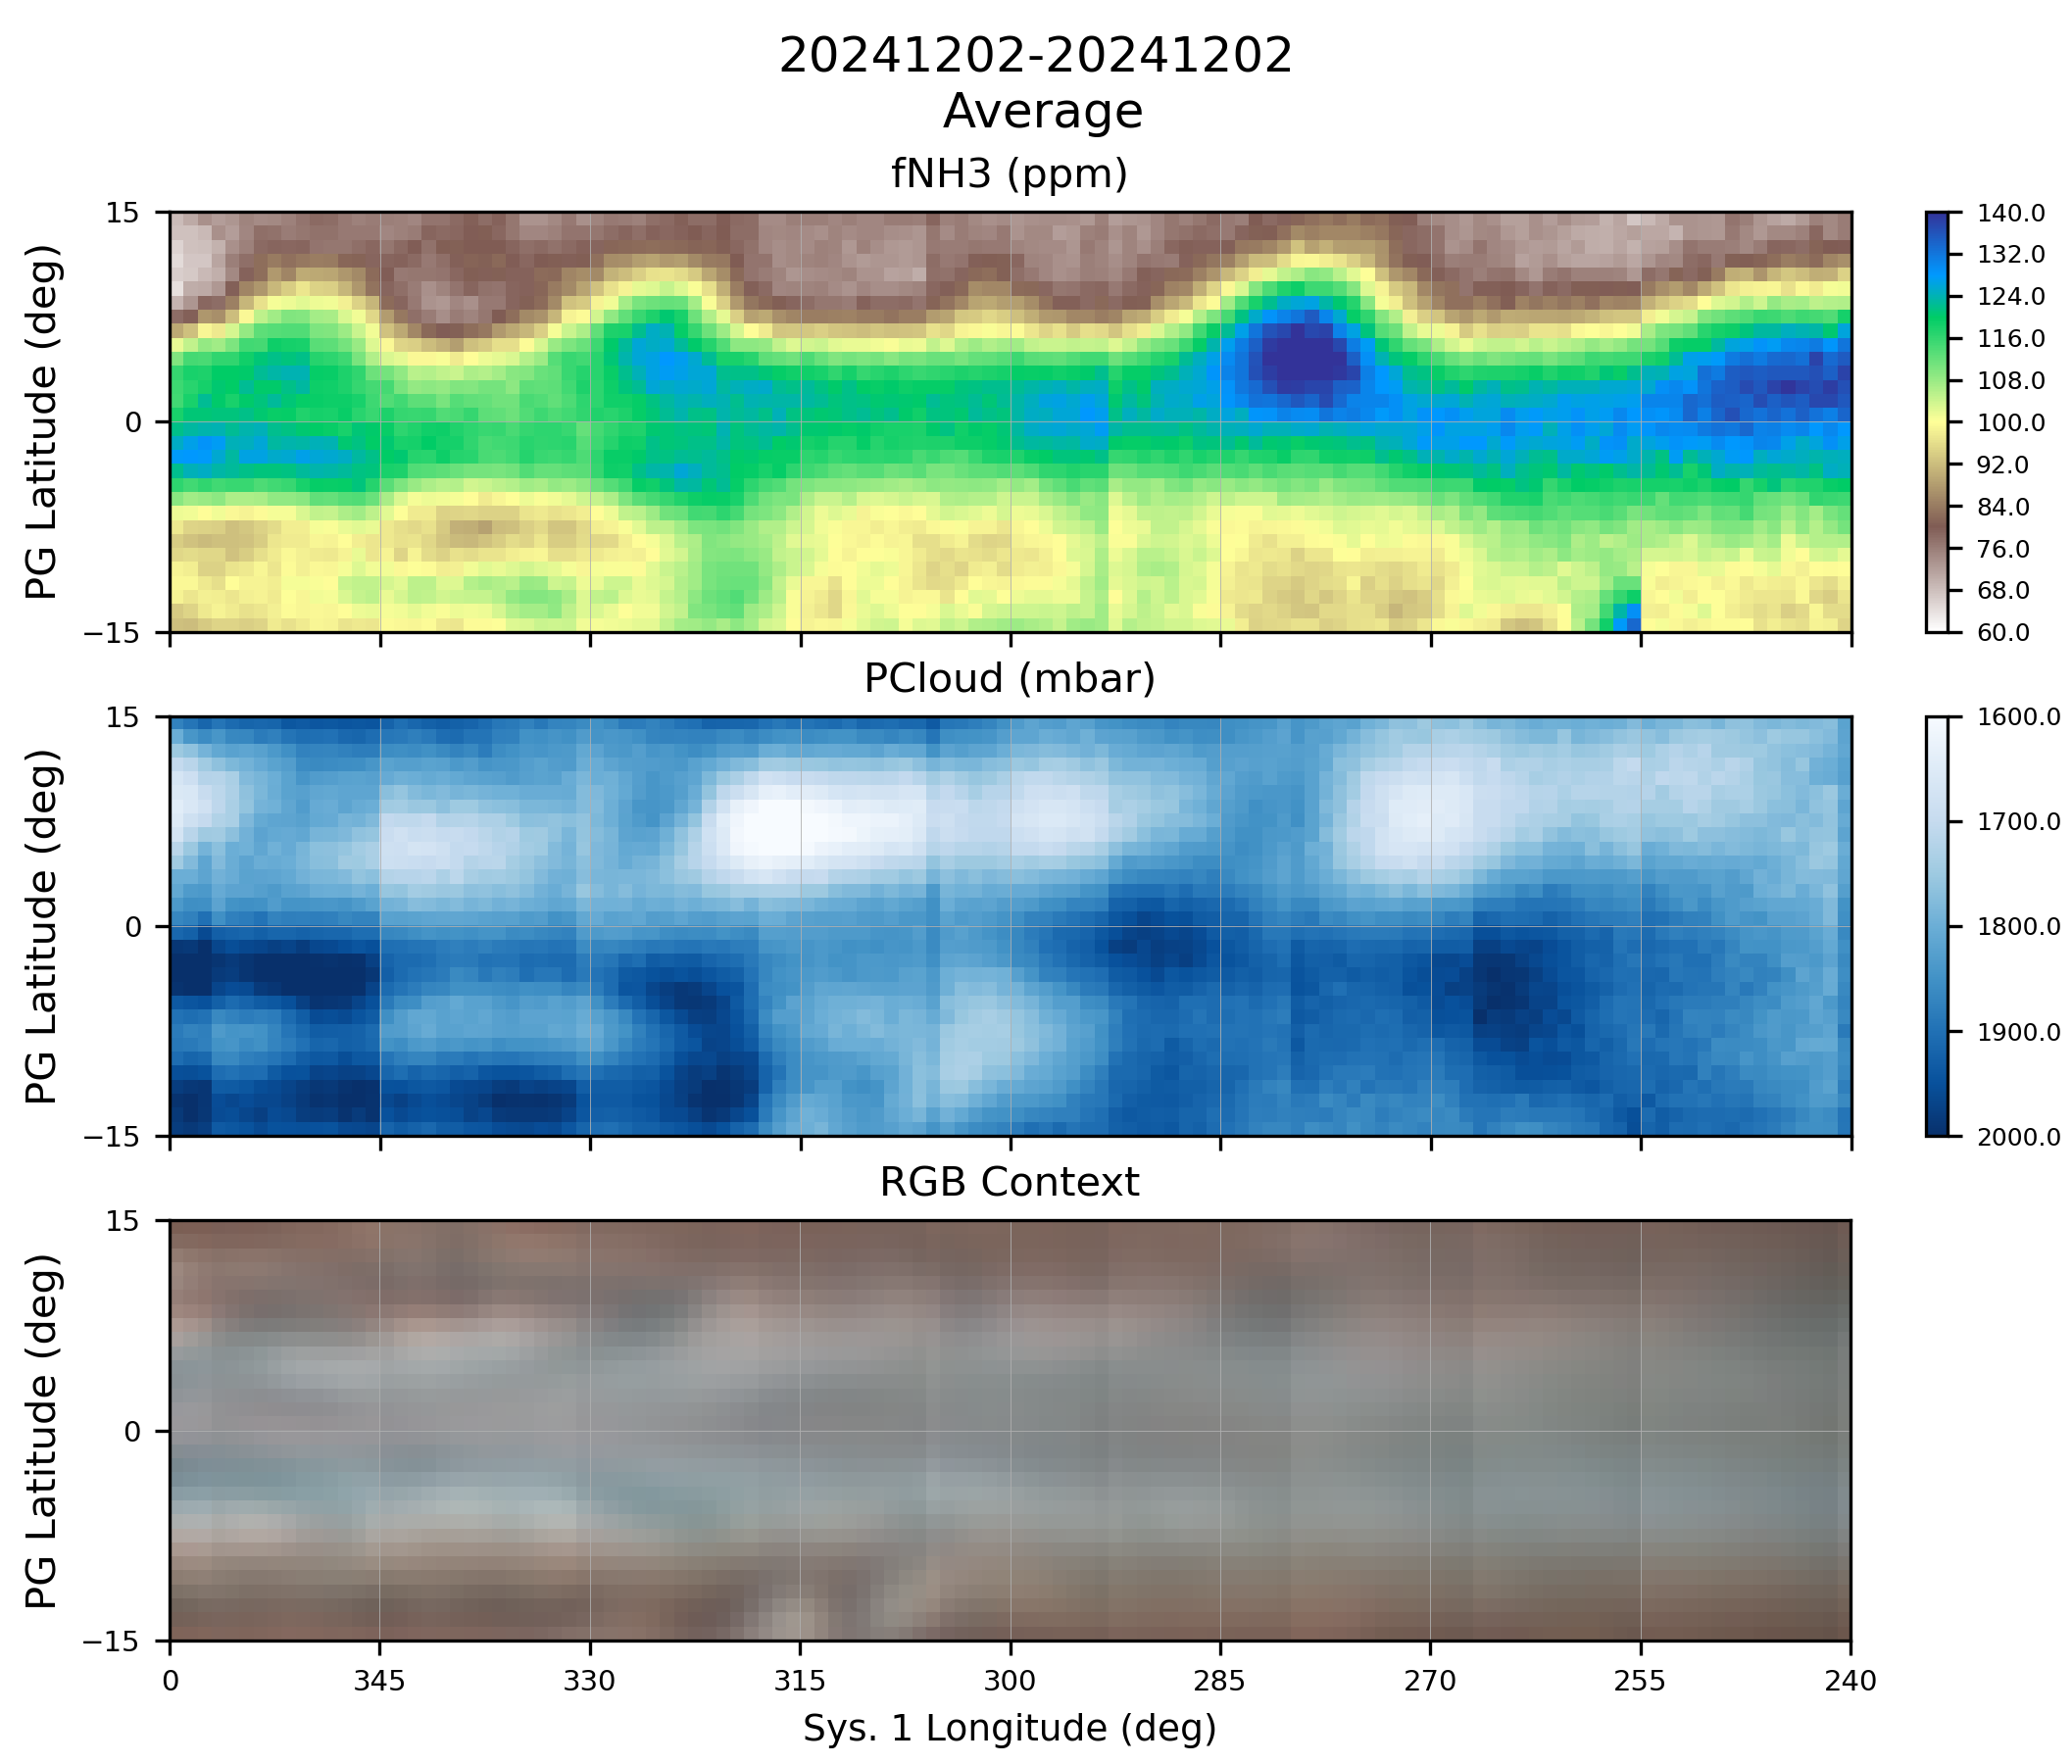 20241202-20241202
Average
fNH3 (ppm)
PG Latitude (deg)
15
0
−15
140.0
132.0
124.0
116.0
108.0
100.0
92.0
84.0
76.0
68.0
60.0
PCloud (mbar)
PG Latitude (deg)
15
0
−15
1600.0
1700.0
1800.0
1900.0
2000.0
RGB Context
PG Latitude (deg)
15
0
−15
0 345 330 315 300 285 270 255 240
Sys. 1 Longitude (deg)